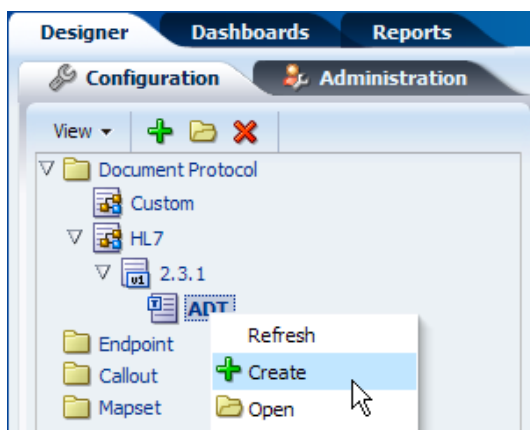 Designer Dashboards Reports
Configuration Administration
View
Document Protocol
Custom
HL7
2.3.1
ADT
Refresh
Endpoint
Callout
Create
Mapset
Open